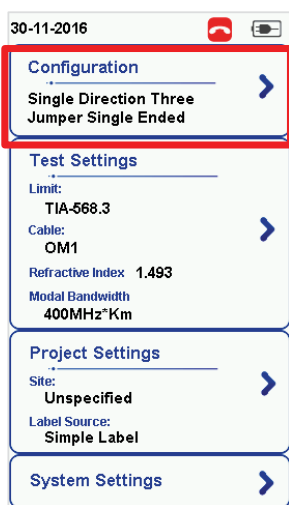 30-11-2016
Configuration
Single Direction Three
Jumper Single Ended
Test Settings
Limit:
TIA-568.3
Cable:
OM1
Refractive Index 1.493
Modal Bandwidth
400MHz*Km
Project Settings
Site:
Unspecified
Label Source:
Simple Label
System Settings